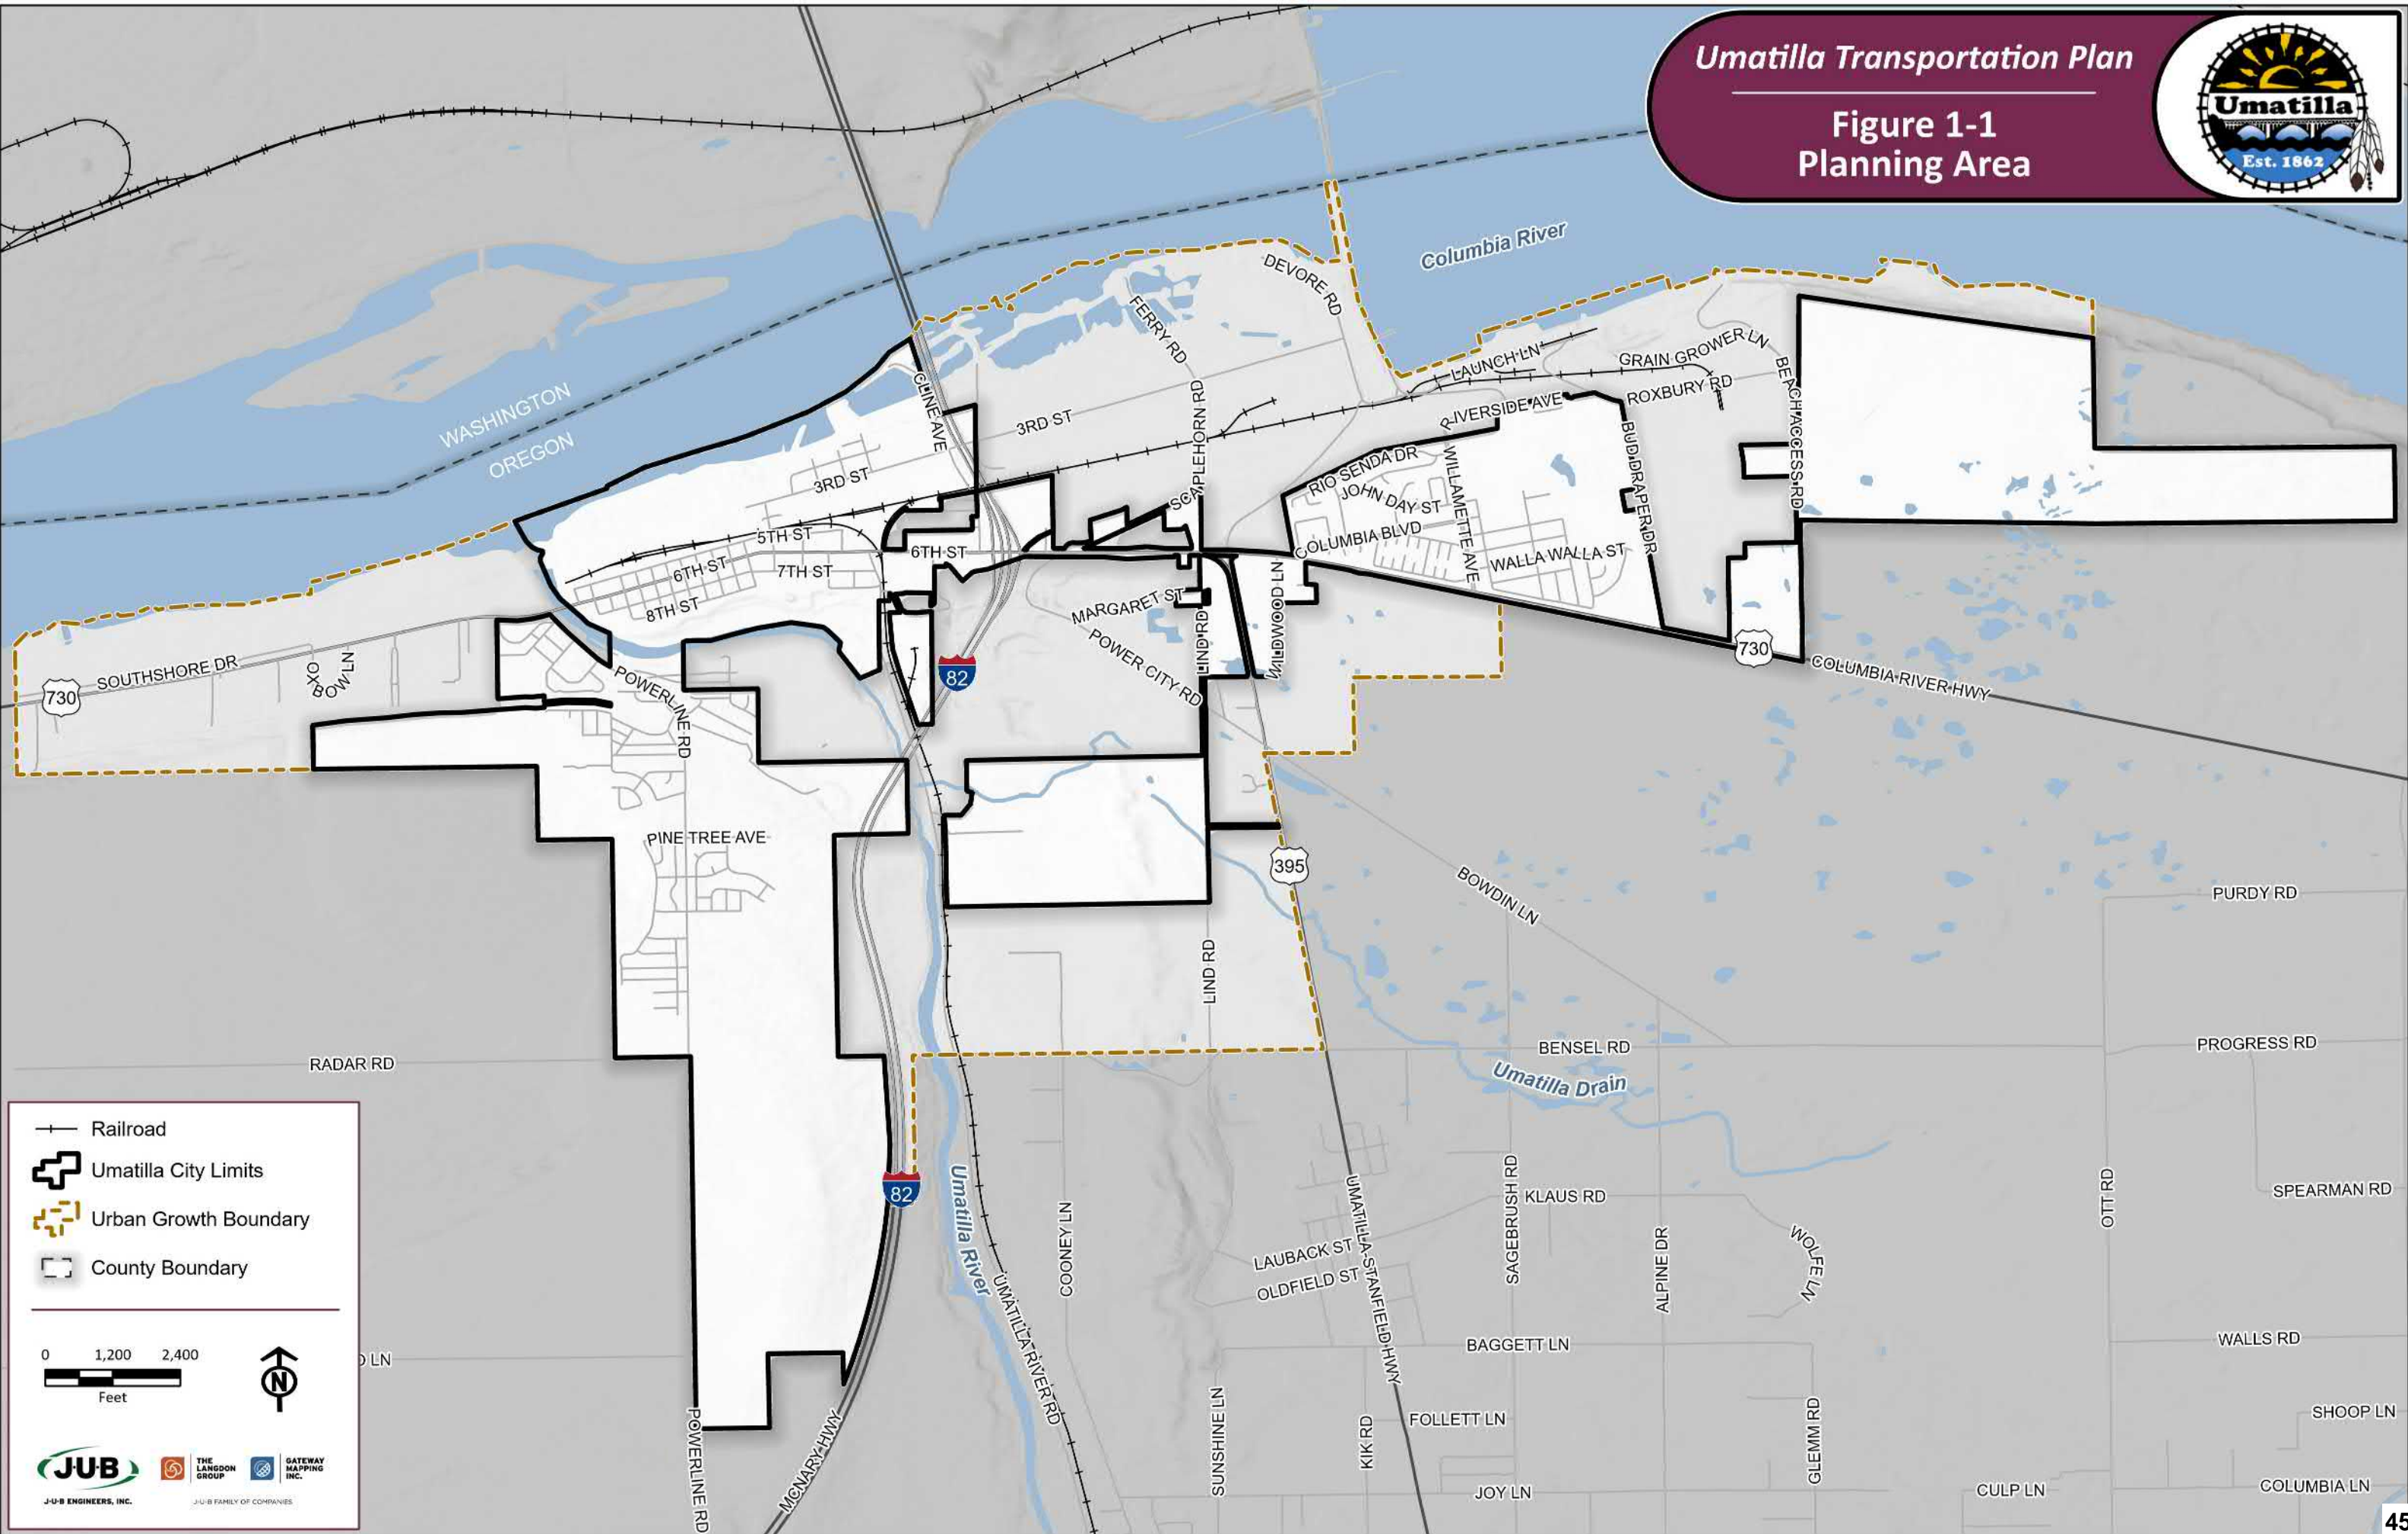 Umatilla Transportation Plan
Figure 1-1
Planning Area
Umatilla
Est. 1862
Columbia River
WASHINGTON
OREGON
DEVORE RD
FERRY RD
CLINE AVE
LAUNCH LN
GRAIN GROWER LN
BEACH ACCESS RD
ROXBURY RD
RIVERSIDE AVE
3RD ST
SCAPLEHORN RD
BUD DRAPER DR
RIO SENDA DR
WILLAMETTE AVE
JOHN DAY ST
3RD ST
COLUMBIA BLVD
5TH ST
6TH ST
WALLA WALLA ST
6TH ST
7TH ST
8TH ST
MARGARET ST
POWER CITY RD
LIND RD
WILDWOOD LN
730
COLUMBIA RIVER HWY
SOUTHSHORE DR
OXBOW LN
730
POWERLINE RD
82
PINE TREE AVE
395
BOWDIN LN
PURDY RD
LIND RD
RADAR RD
BENSEL RD
PROGRESS RD
Umatilla Drain
82
Umatilla River
UMATILLA RIVER RD
COONEY LN
UMATILLA-STANFIELD HWY
SAGEBRUSH RD
KLAUS RD
OTT RD
SPEARMAN RD
LAUBACK ST
OLDFIELD ST
ALPINE DR
WOLFE LN
BAGGETT LN
WALLS RD
LN
SUNSHINE LN
KIK RD
FOLLETT LN
GLEMMI RD
SHOOP LN
POWERLINE RD
MCNARY HWY
JOY LN
CULP LN
COLUMBIA LN
Railroad
Umatilla City Limits
Urban Growth Boundary
County Boundary
0 1,200 2,400
Feet
N
J·U·B
J-U-B ENGINEERS, INC.
THE
LANGDON
GROUP
GATEWAY
MAPPING
INC.
J-U-B FAMILY OF COMPANIES
45